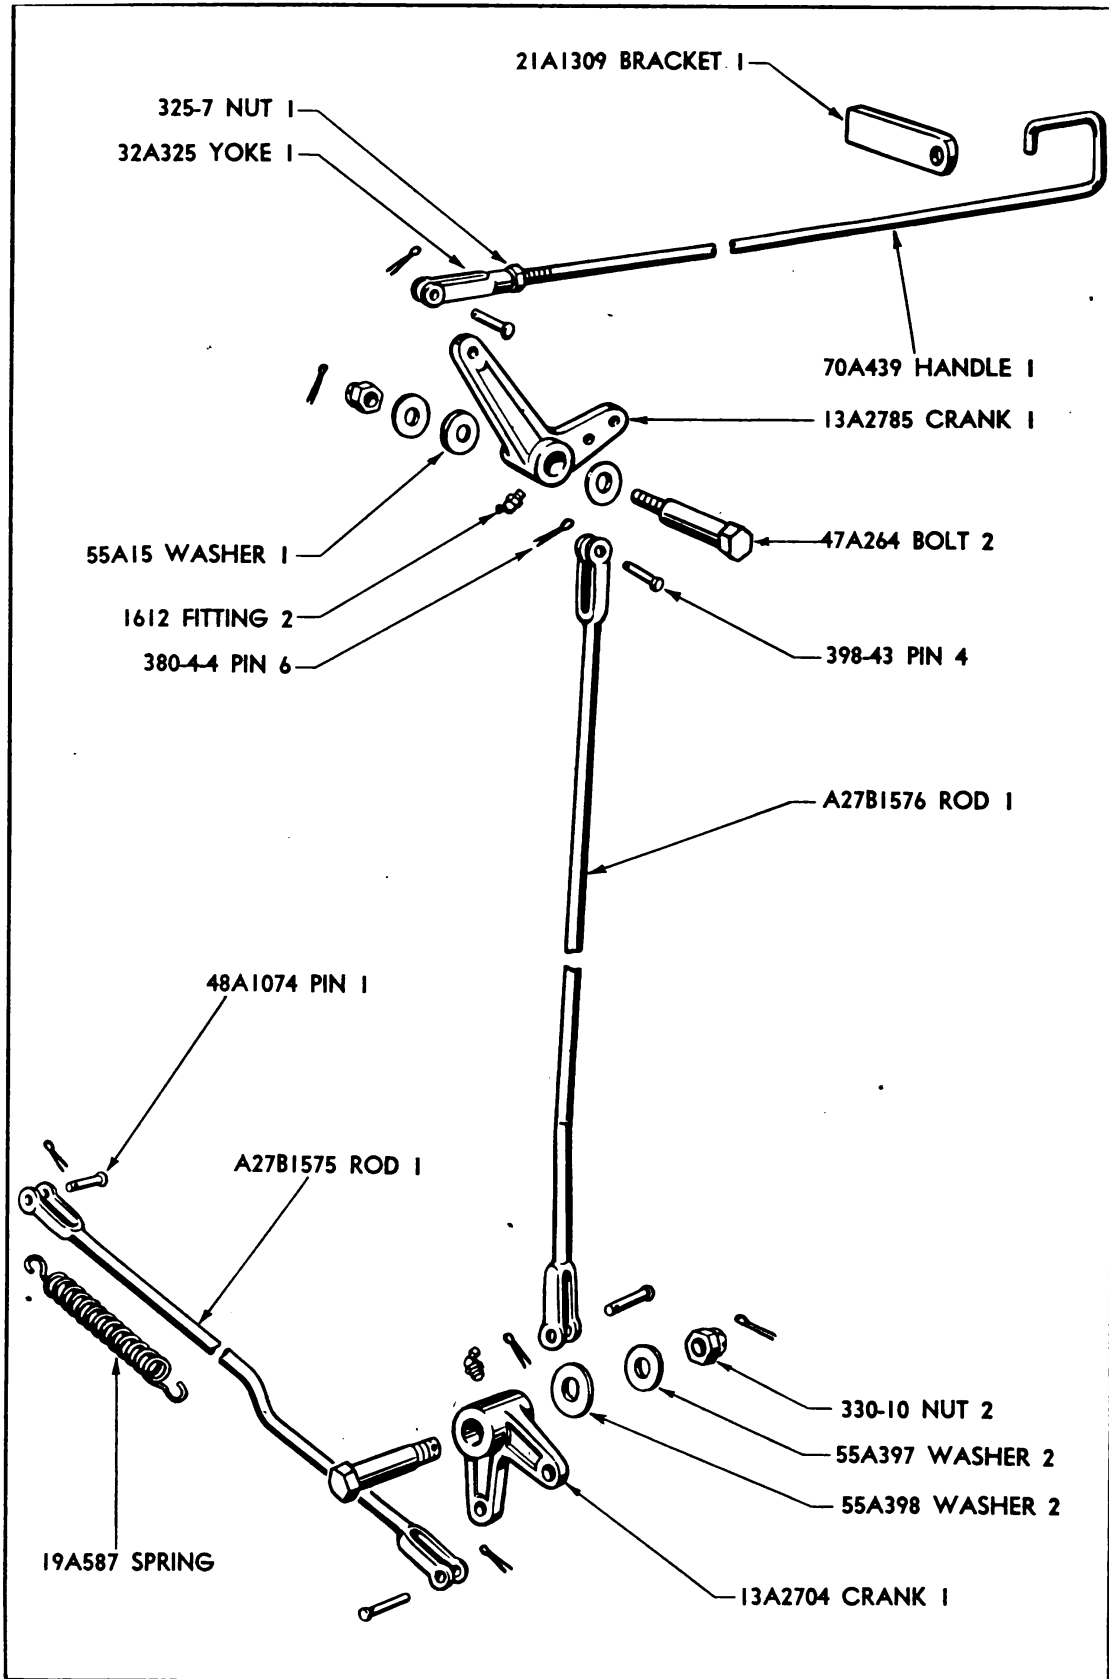 21A1309 BRACKET 1
325-7 NUT 1
32A325 YOKE 1
70A439 HANDLE 1
13A2785 CRANK 1
55A15 WASHER 1
47A264 BOLT 2
1612 FITTING 2
380-4-4 PIN 6
398-43 PIN 4
A27B1576 ROD 1
48A1074 PIN 1
A27B1575 ROD 1
330-10 NUT 2
55A397 WASHER 2
55A398 WASHER 2
19A587 SPRING
13A2704 CRANK 1